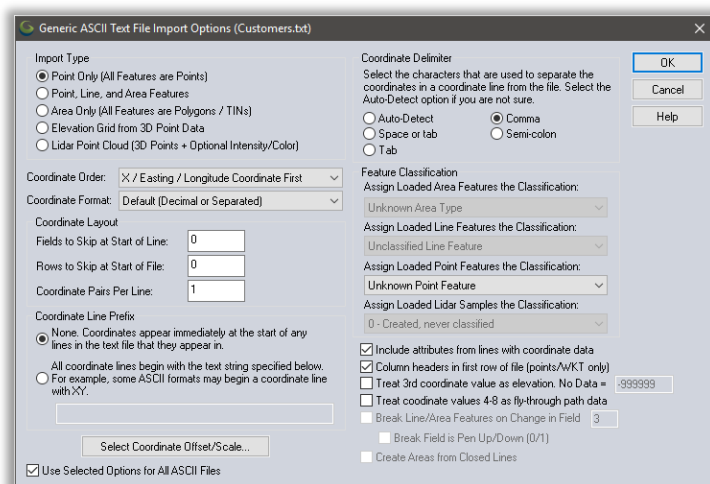 Generic ASCII Text File Import Options (Customers.txt)
Import Type
Point Only (All Features are Points)
Point, Line, and Area Features
Area Only (All Features are Polygons / TINs)
Elevation Grid from 3D Point Data
Lidar Point Cloud (3D Points + Optional Intensity/Color)
Coordinate Order: X / Easting / Longitude Coordinate First
Coordinate Format: Default (Decimal or Separated)
Coordinate Layout
Fields to Skip at Start of Line: 0
Rows to Skip at Start of File: 0
Coordinate Pairs Per Line: 1
Coordinate Line Prefix
None. Coordinates appear immediately at the start of any
lines in the text file that they appear in.
All coordinate lines begin with the text string specified below.
For example, some ASCII formats may begin a coordinate line
with XY.
Select Coordinate Offset/Scale...
Use Selected Options for All ASCII Files
Coordinate Delimiter
Select the characters that are used to separate the
coordinates in a coordinate line from the file. Select the
Auto-Detect option if you are not sure.
Auto-Detect Comma
Space or tab Semi-colon
Tab
Feature Classification
Assign Loaded Area Features the Classification:
Unknown Area Type
Assign Loaded Line Features the Classification:
Unclassified Line Feature
Assign Loaded Point Features the Classification:
Unknown Point Feature
Assign Loaded Lidar Samples the Classification:
0 - Created, never classified
Include attributes from lines with coordinate data
Column headers in first row of file (points/WKT only)
Treat 3rd coordinate value as elevation. No Data = -999999
Treat coodinate values 4-8 as fly-through path data
Break Line/Area Features on Change in Field 3
Break Field is Pen Up/Down (0/1)
Create Areas from Closed Lines
OK
Cancel
Help